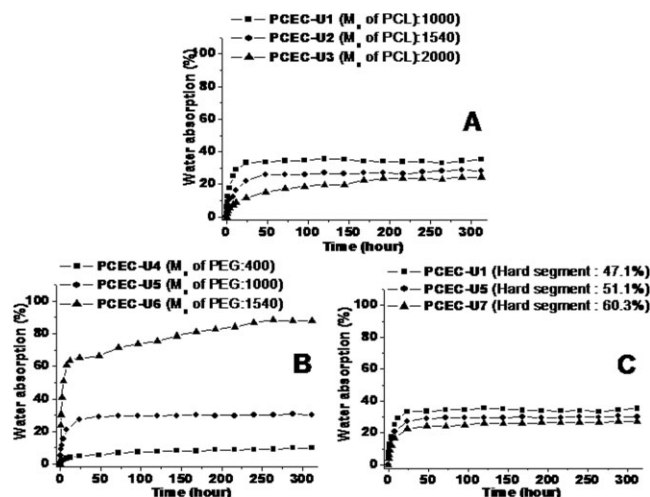 PCEC-U1 (Mn of PCL):1000
PCEC-U2 (Mn of PCL):1540
PCEC-U3 (Mn of PCL):2000
Water absorption (%)
100
80
60
40
20
0
A
0 50 100 150 200 250 300
Time (hour)
PCEC-U4 (Mn of PEG:400)
PCEC-U5 (Mn of PEG:1000)
PCEC-U6 (Mn of PEG:1540)
Water absorption (%)
100
80
60
40
20
0
B
0 50 100 150 200 250 300
Time (hour)
PCEC-U1 (Hard segment : 47.1%)
PCEC-U5 (Hard segment : 51.1%)
PCEC-U7 (Hard segment : 60.3%)
Water absorption (%)
100
80
60
40
20
0
C
0 50 100 150 200 250 300
Time (hour)